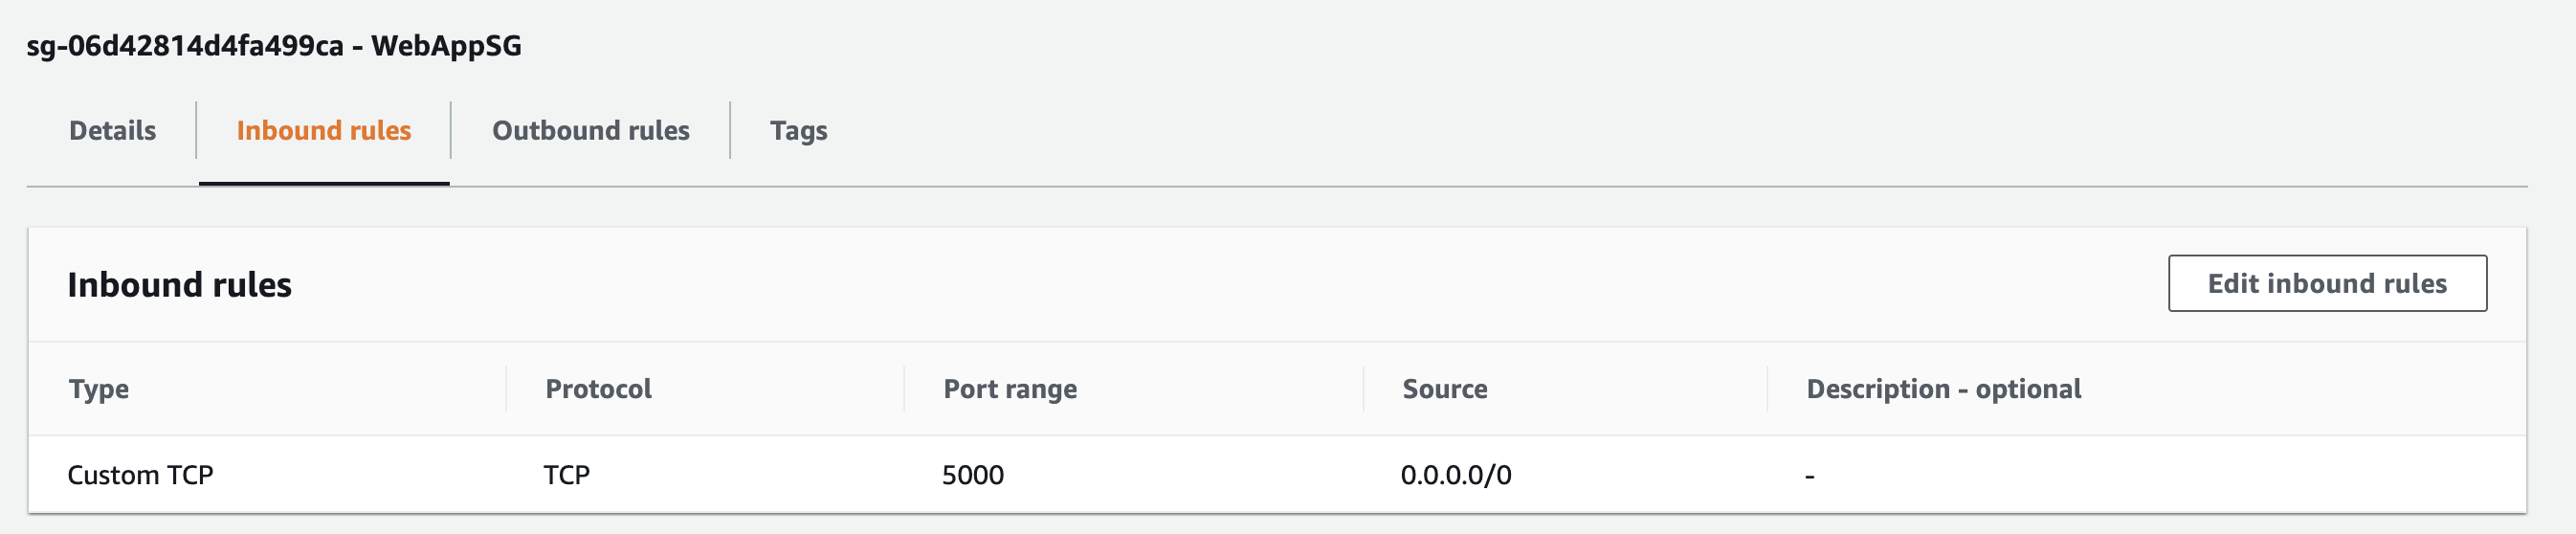 sg-06d42814d4fa499ca - WebAppSG
Details Inbound rules Outbound rules Tags
Inbound rules Edit inbound rules
Type Protocol Port range Source Description - optional
Custom TCP TCP 5000 0.0.0.0/0 -